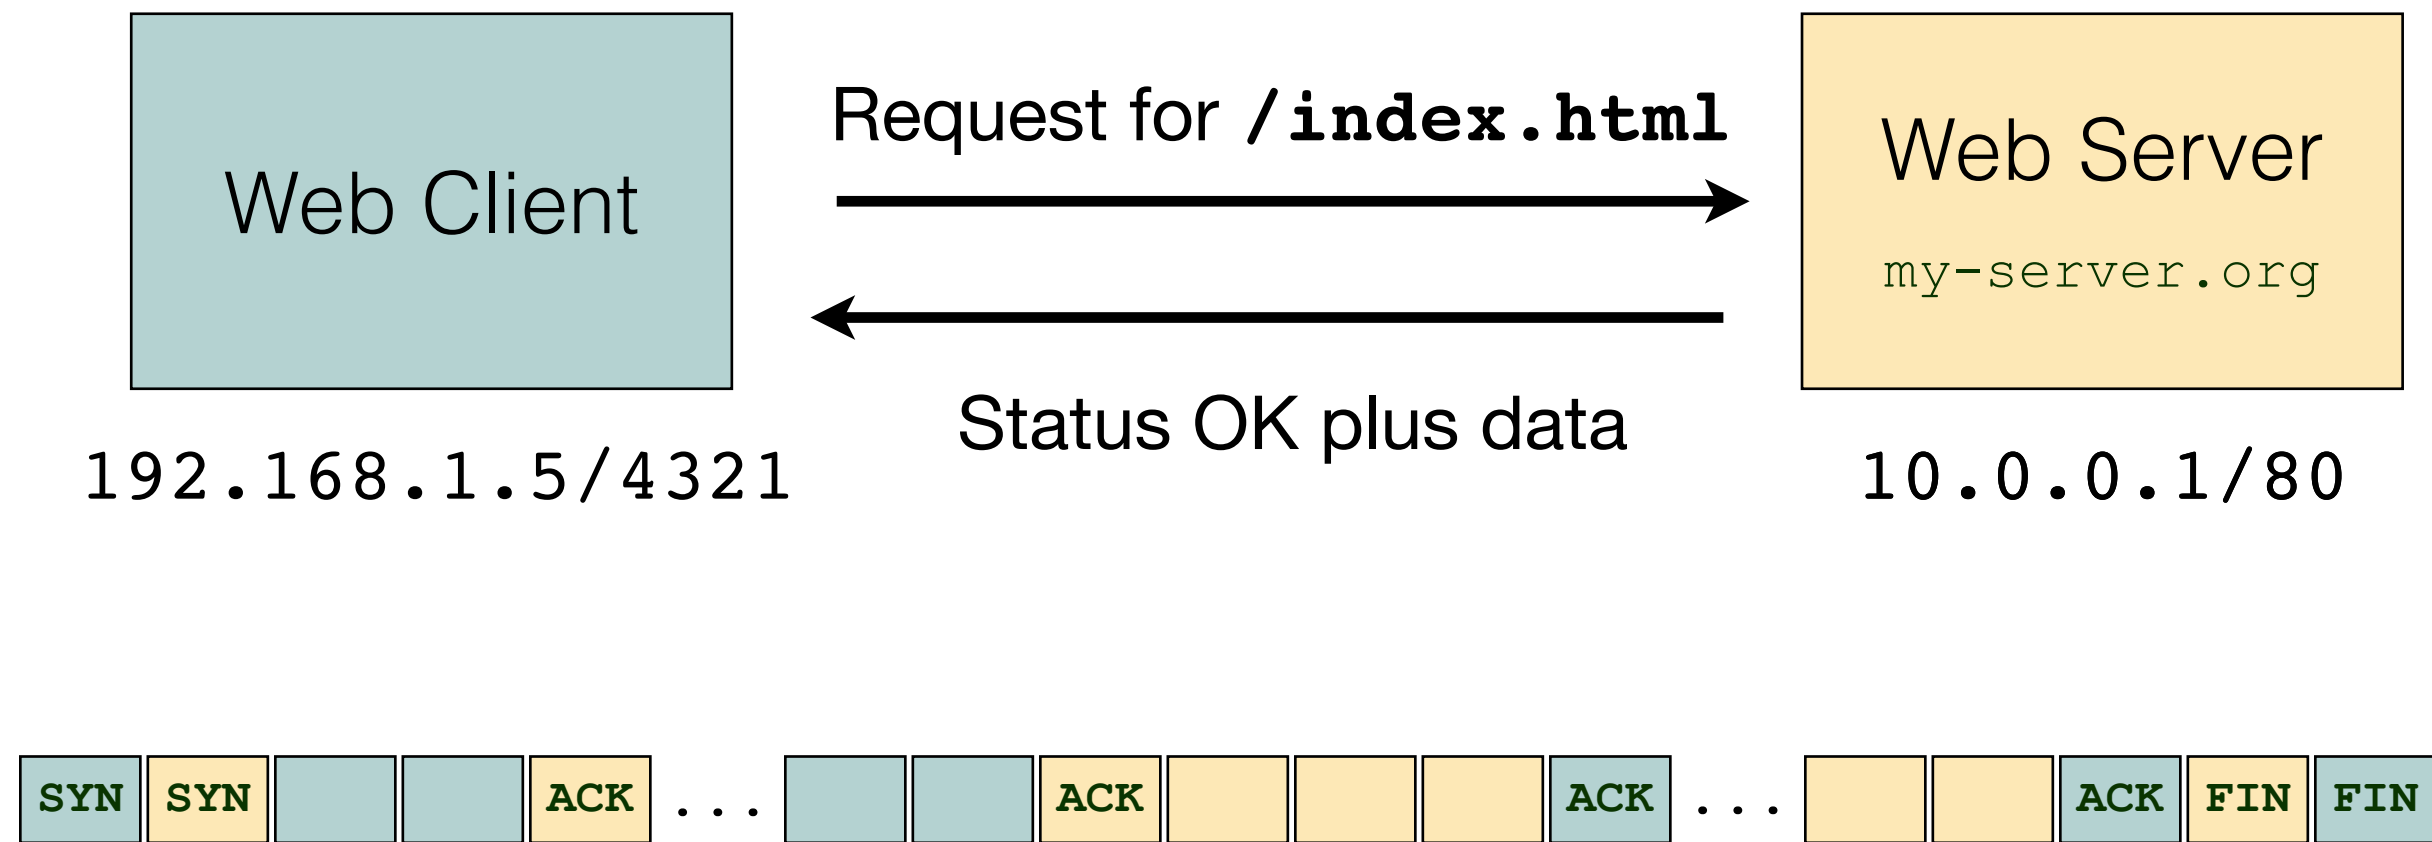 Web Client
Request for /index.html
Web Server
my-server.org
Status OK plus data
192.168.1.5/4321
10.0.0.1/80
SYN SYN ACK ... ACK ACK ... ACK FIN FIN